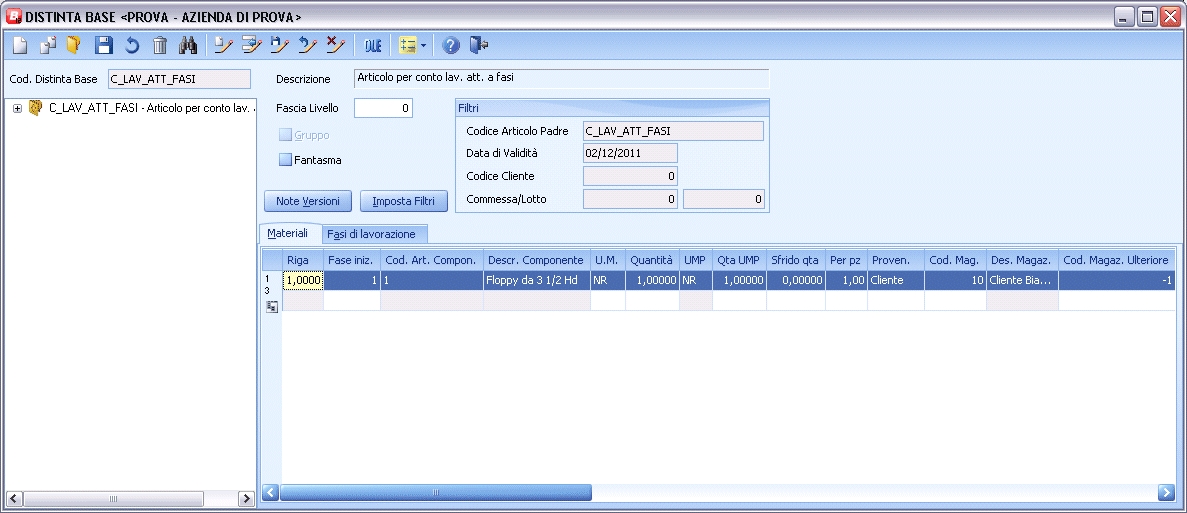 DISTINTA BASE <PROVA - AZIENDA DI PROVA>
DLE
Cod. Distinta Base C_LAV_ATT_FASI Descrizione Articolo per conto lav. att. a fasi
C_LAV_ATT_FASI - Articolo per conto lav.
Fascia Livello 0
Gruppo
Fantasma
Note Versioni Imposta Filtri
Filtri
Codice Articolo Padre C_LAV_ATT_FASI
Data di Validità 02/12/2011
Codice Cliente 0
Commessa/Lotto 0 0
Materiali Fasi di lavorazione
Riga Fase iniz. Cod. Art. Compon. Descr. Componente U.M. Quantità UMP Qta UMP Sfrido qta Per pz Proven. Cod. Mag. Des. Magaz. Cod. Magaz. Ulteriore
1 1,0000 1 1 Floppy da 3 1/2 Hd NR 1,00000 NR 1,00000 0,00000 1,00 Cliente 10 Cliente Bia... -1
3